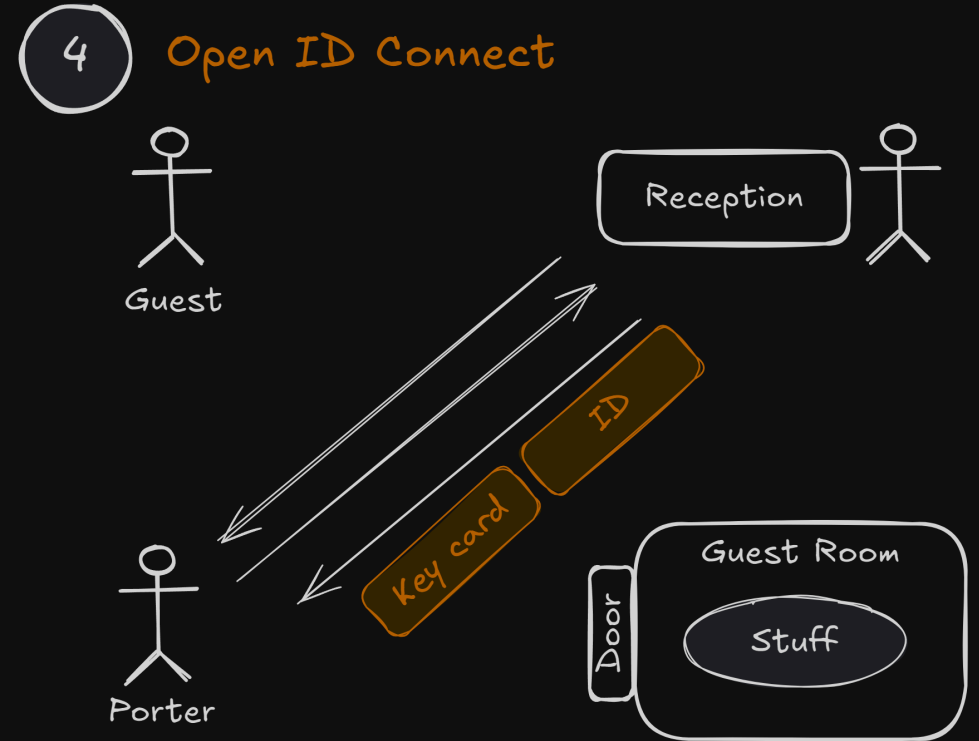 4
Open ID Connect
Reception
Guest
ID
Key card
Guest Room
Door
Stuff
Porter